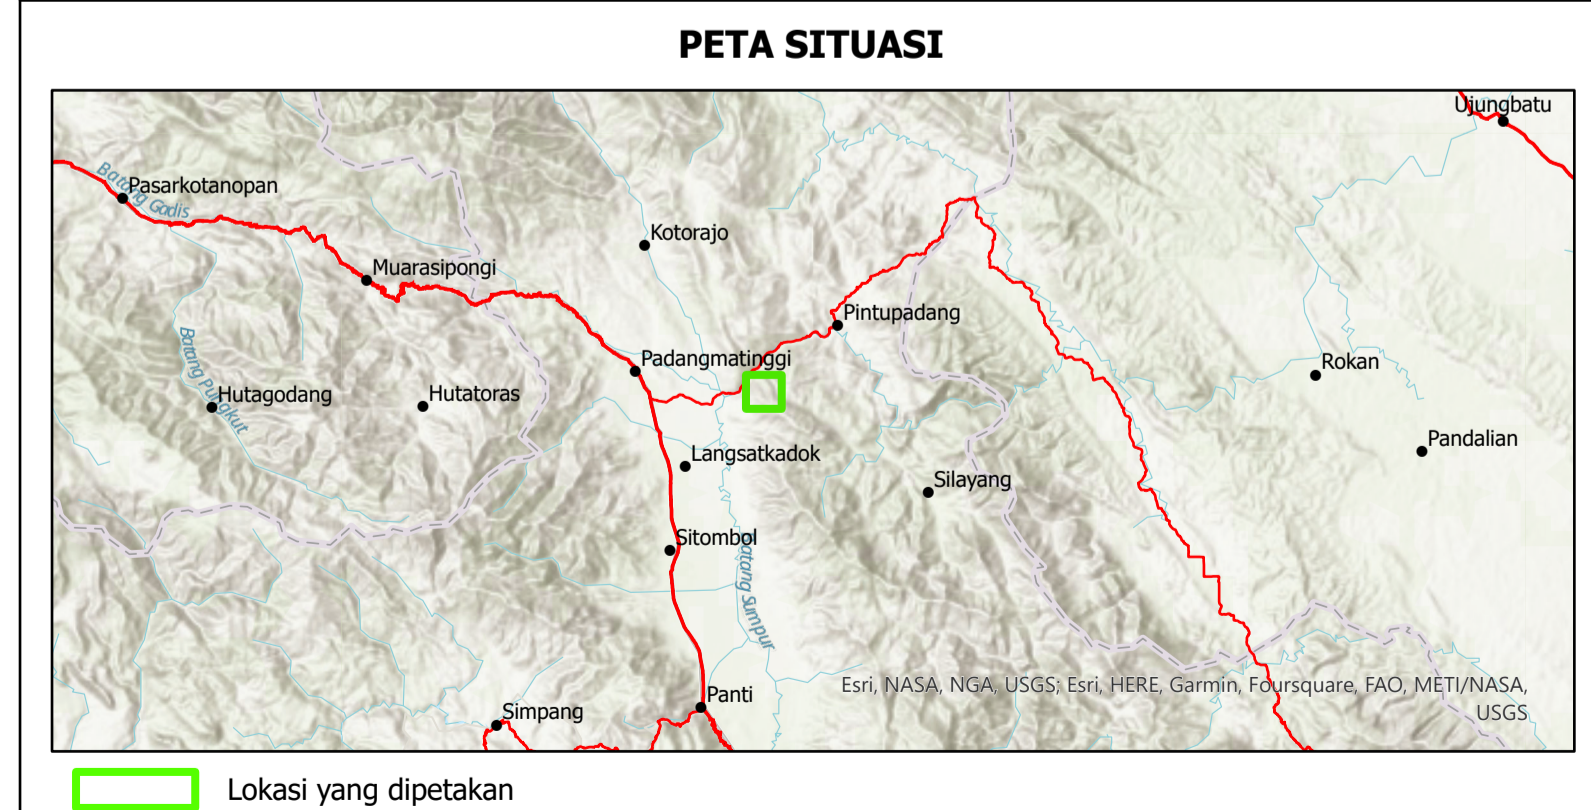 PETA SITUASI
Ujungbatu
Batang Gadis
Pasarkotanopan
Kotorajo
Muarasipongi
Pintupadang
Padangmatinggi
Rokan
Batang Pungkut
Hutagodang
Hutatoras
Pandalian
Langsatkadok
Silayang
Sitombol
Batang Sumpur
Esri, NASA, NGA, USGS; Esri, HERE, Garmin, Foursquare, FAO, METI/NASA,
USGS
Panti
Simpang
Lokasi yang dipetakan